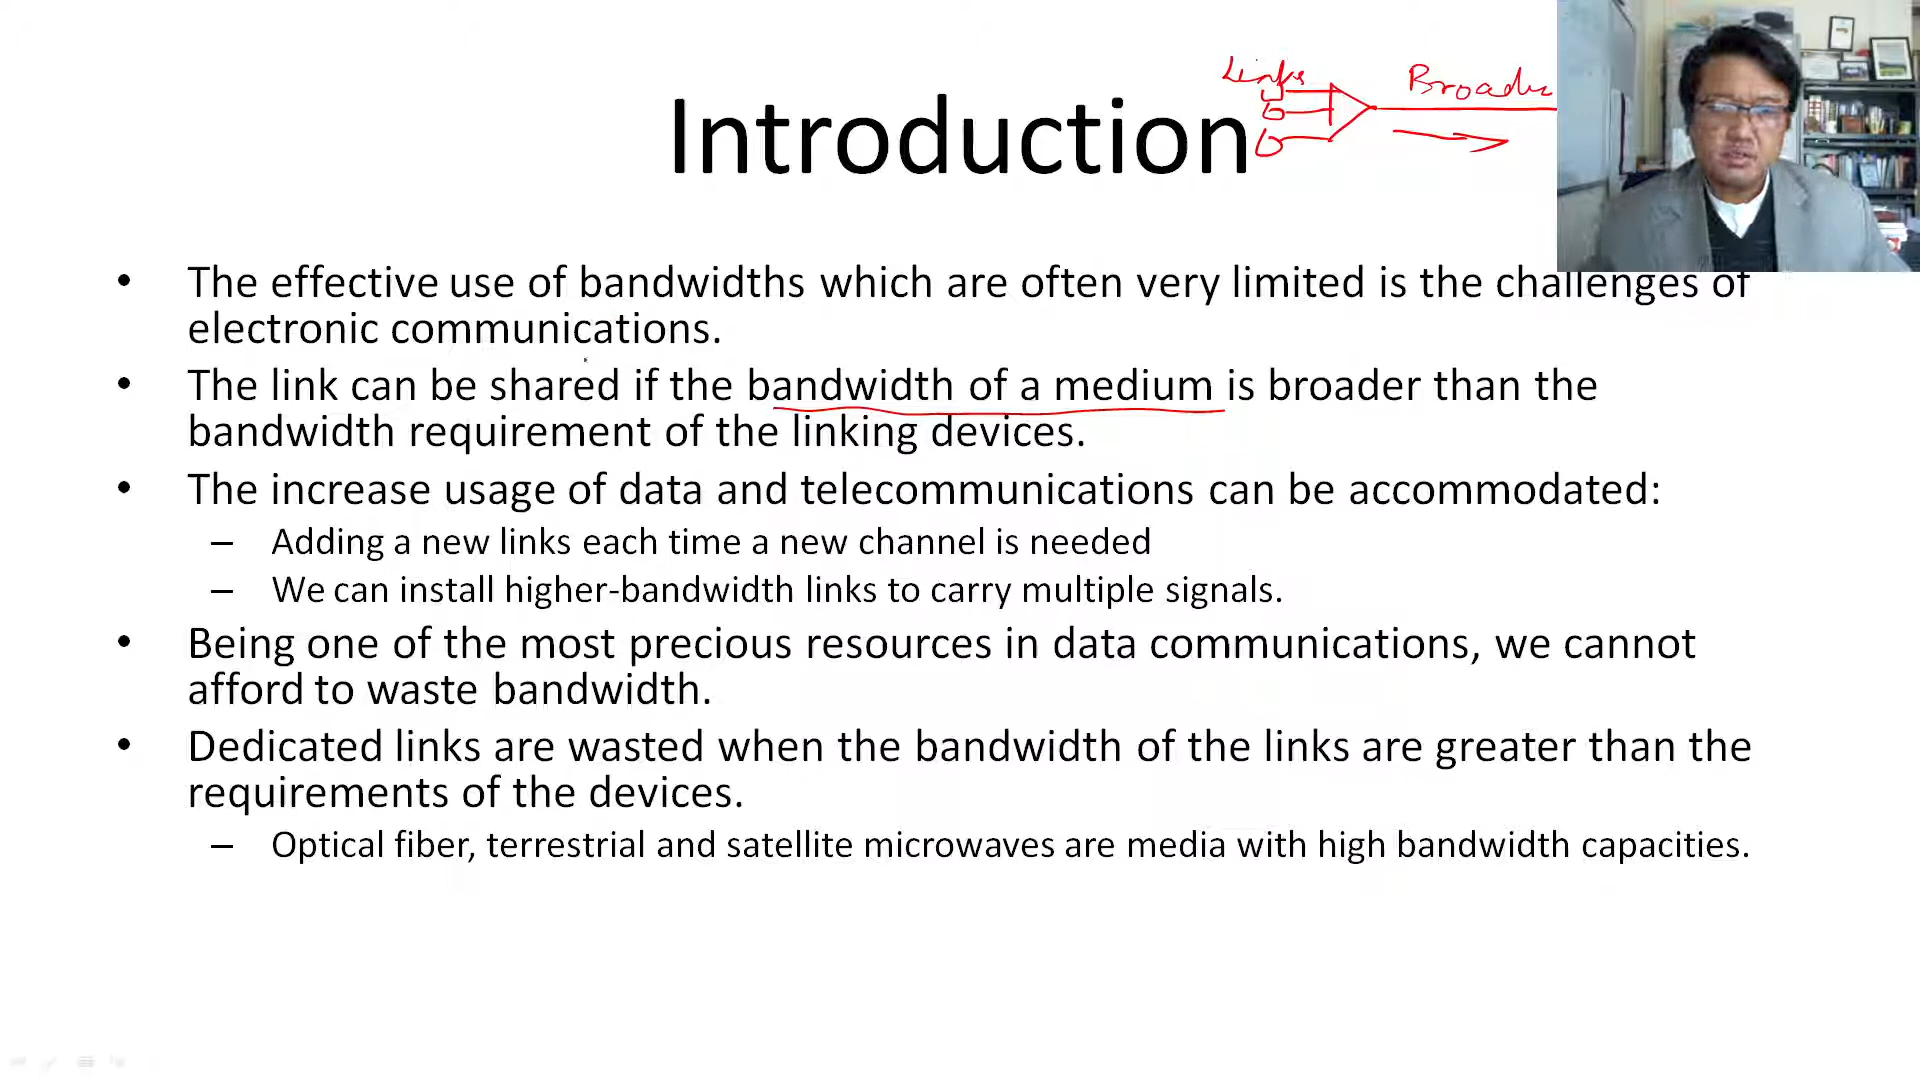 Links
Broader
Introduction
• The effective use of bandwidths which are often very limited is the challenges of
electronic communications.
• The link can be shared if the bandwidth of a medium is broader than the
bandwidth requirement of the linking devices.
• The increase usage of data and telecommunications can be accommodated:
– Adding a new links each time a new channel is needed
– We can install higher-bandwidth links to carry multiple signals.
• Being one of the most precious resources in data communications, we cannot
afford to waste bandwidth.
• Dedicated links are wasted when the bandwidth of the links are greater than the
requirements of the devices.
– Optical fiber, terrestrial and satellite microwaves are media with high bandwidth capacities.